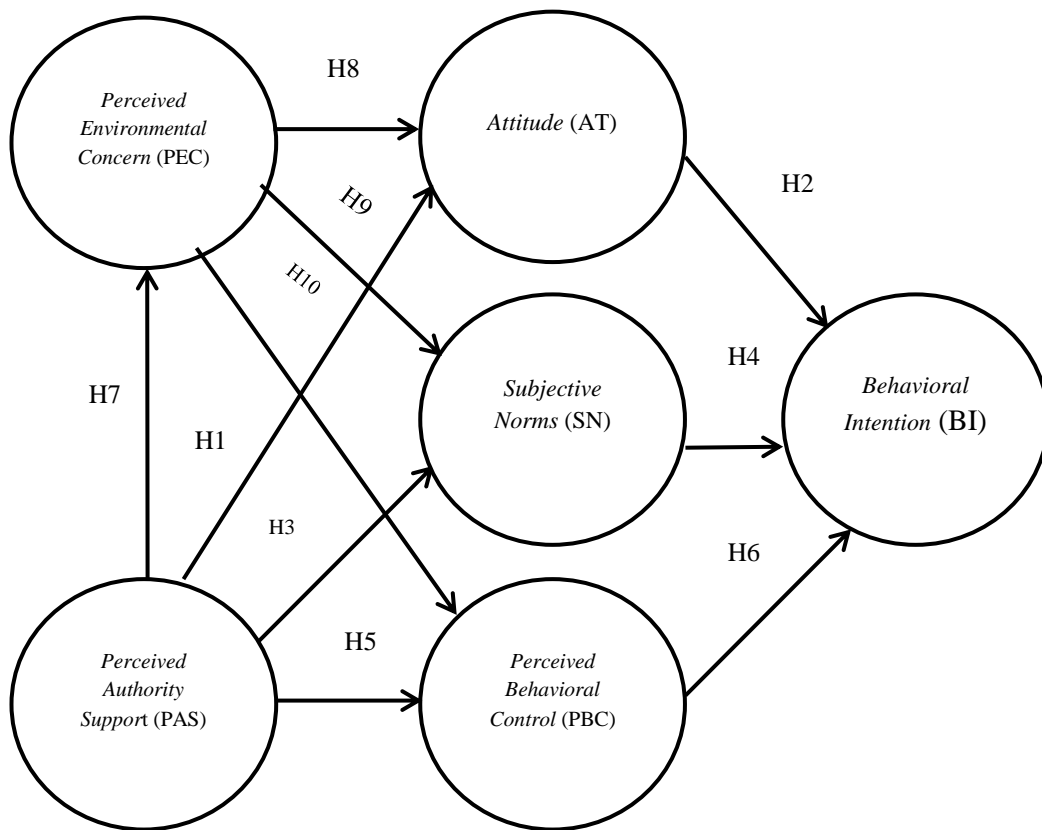 H8
Perceived
Environmental
Concern (PEC)
Attitude (AT)
H2
H9
H10
H7
H1
H4
Subjective
Norms (SN)
Behavioral
Intention (BI)
H3
H6
H5
Perceived
Authority
Support (PAS)
Perceived
Behavioral
Control (PBC)